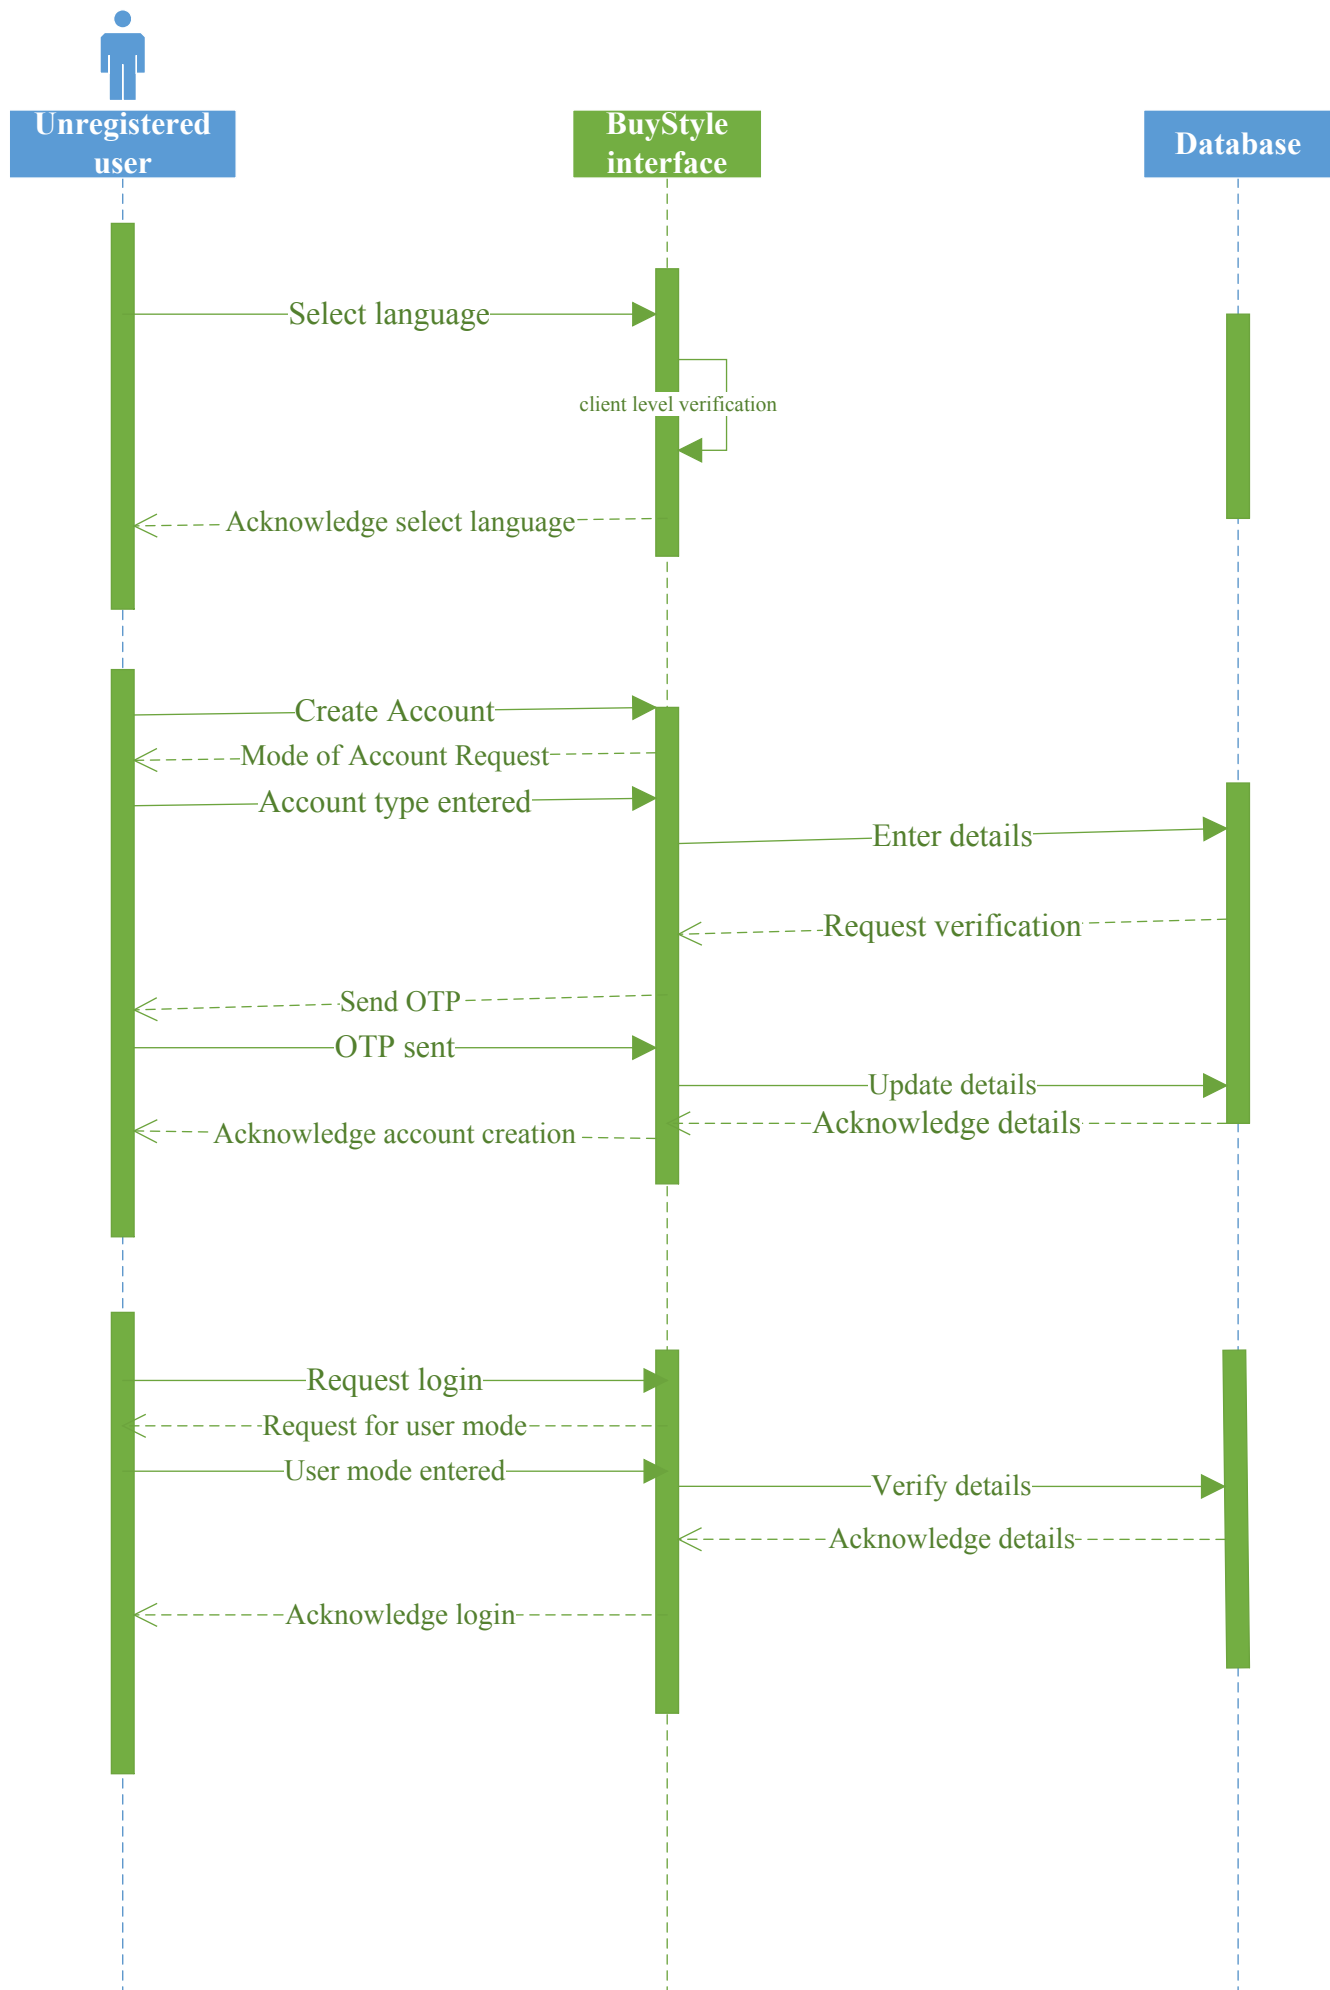 Unregistered
user
BuyStyle
interface
Database
Select language
client level verification
Acknowledge select language
Create Account
Mode of Account Request
Account type entered
Enter details
Request verification
Send OTP
OTP sent
Update details
Acknowledge details
Acknowledge account creation
Request login
Request for user mode
User mode entered
Verify details
Acknowledge details
Acknowledge login